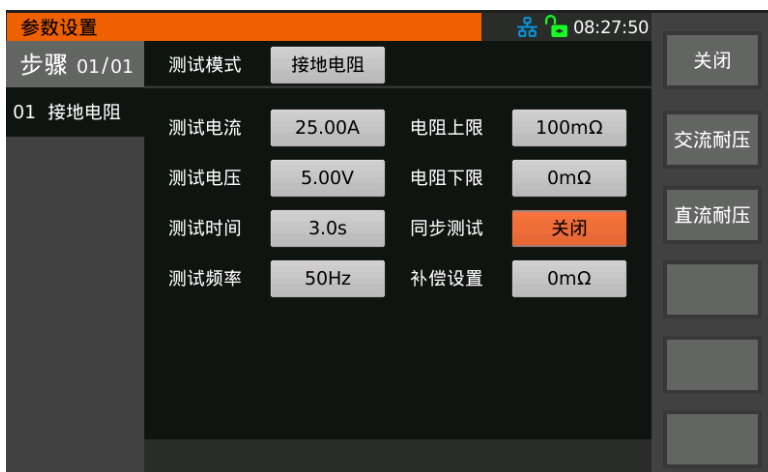 参数设置 08:27:50
步骤 01/01 测试模式 接地电阻 关闭
01 接地电阻
测试电流 25.00A 电阻上限 100mΩ 交流耐压
测试电压 5.00V 电阻下限 0mΩ
测试时间 3.0s 同步测试 关闭 直流耐压
测试频率 50Hz 补偿设置 0mΩ